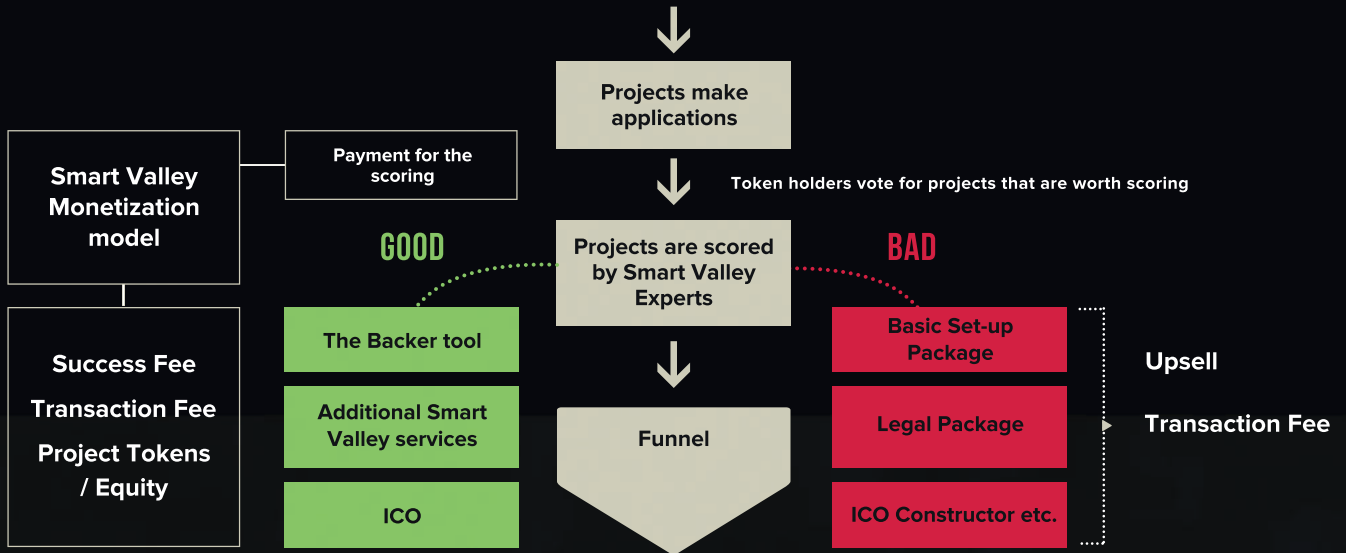 Projects make
applications
Smart Valley
Monetization
model
Payment for the
scoring
Token holders vote for projects that are worth scoring
GOOD
Projects are scored
by Smart Valley
Experts
BAD
Success Fee
Transaction Fee
Project Tokens
/ Equity
The Backer tool
Additional Smart
Valley services
ICO
Funnel
Basic Set-up
Package
Legal Package
ICO Constructor etc.
Upsell
Transaction Fee